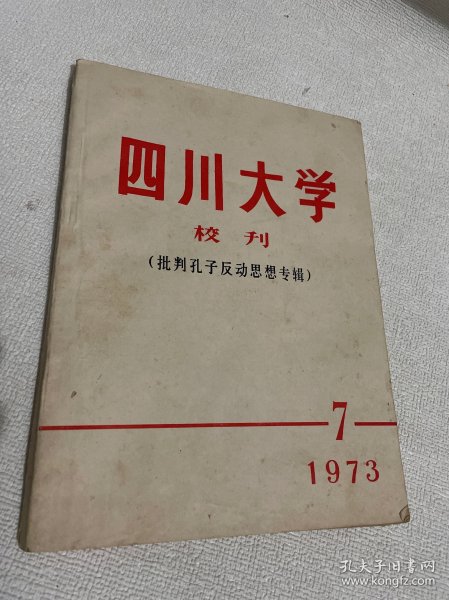 四川大学
校刊
(批判孔子反动思想专辑)
7
1973
孔夫子旧书网
www.kongfz.com